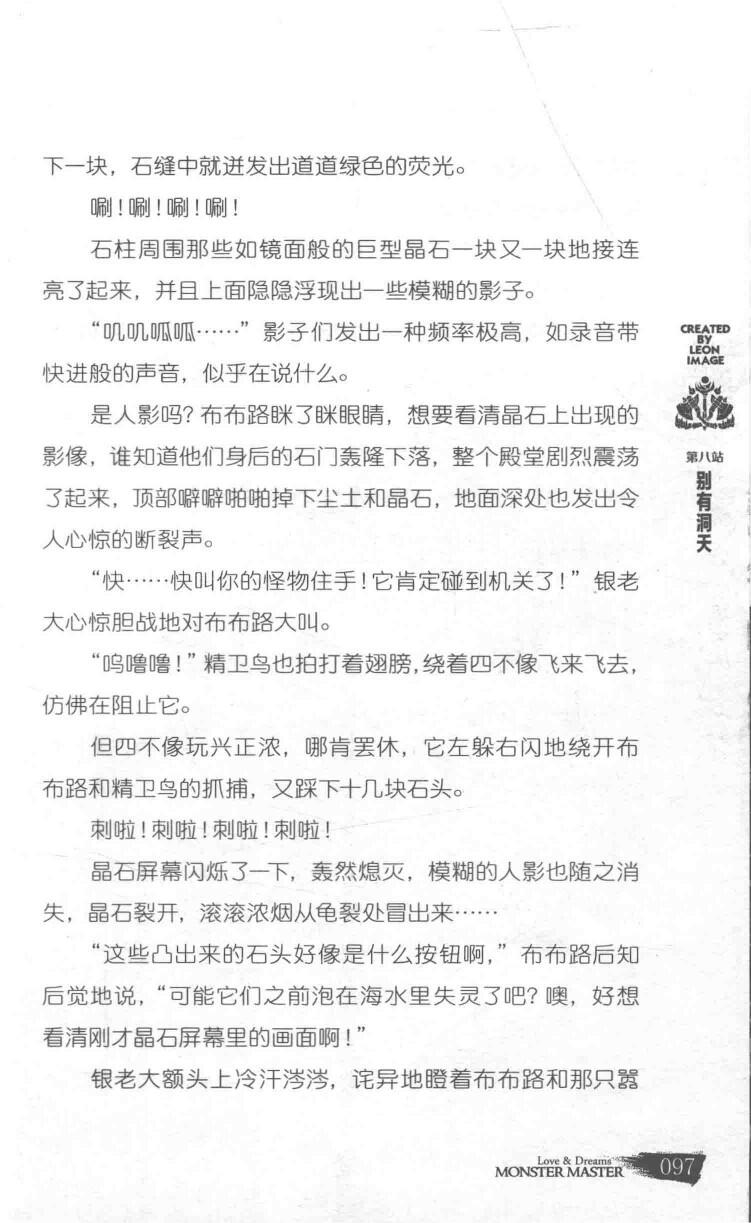 下一块，石缝中就迸发出道道绿色的荧光。
唰！唰！唰！唰！
石柱周围那些如镜面般的巨型晶石一块又一块地接连
亮了起来，并且上面隐隐浮现出一些模糊的影子。
“叽叽呱呱……”影子们发出一种频率极高，如录音带
快进般的声音，似乎在说什么。
是人影吗？布布路眯了眯眼睛，想要看清晶石上出现的
影像，谁知道他们身后的石门轰隆下落，整个殿堂剧烈震荡
了起来，顶部噼噼啪啪掉下尘土和晶石，地面深处也发出令
人心惊的断裂声。
“快……快叫你的怪物住手！它肯定碰到机关了！”银老
大心惊胆战地对布布路大叫。
“呜噜噜！”精卫鸟也拍打着翅膀，绕着四不像飞来飞去，
仿佛在阻止它。
但四不像玩兴正浓，哪肯罢休，它左躲右闪地绕开布
布路和精卫鸟的抓捕，又踩下十几块石头。
刺啦！刺啦！刺啦！刺啦！
晶石屏幕闪烁了一下，轰然熄灭，模糊的人影也随之消
失，晶石裂开，滚滚浓烟从龟裂处冒出来……
“这些凸出来的石头好像是什么按钮啊，”布布路后知
后觉地说，“可能它们之前泡在海水里失灵了吧？噢，好想
看清刚才晶石屏幕里的画面啊！”
银老大额头上冷汗涔涔，诧异地瞪着布布路和那只嚣
CREATED
BY
LEON
IMAGE
第八站
别有洞天
Love & Dreams
MONSTER MASTER
097